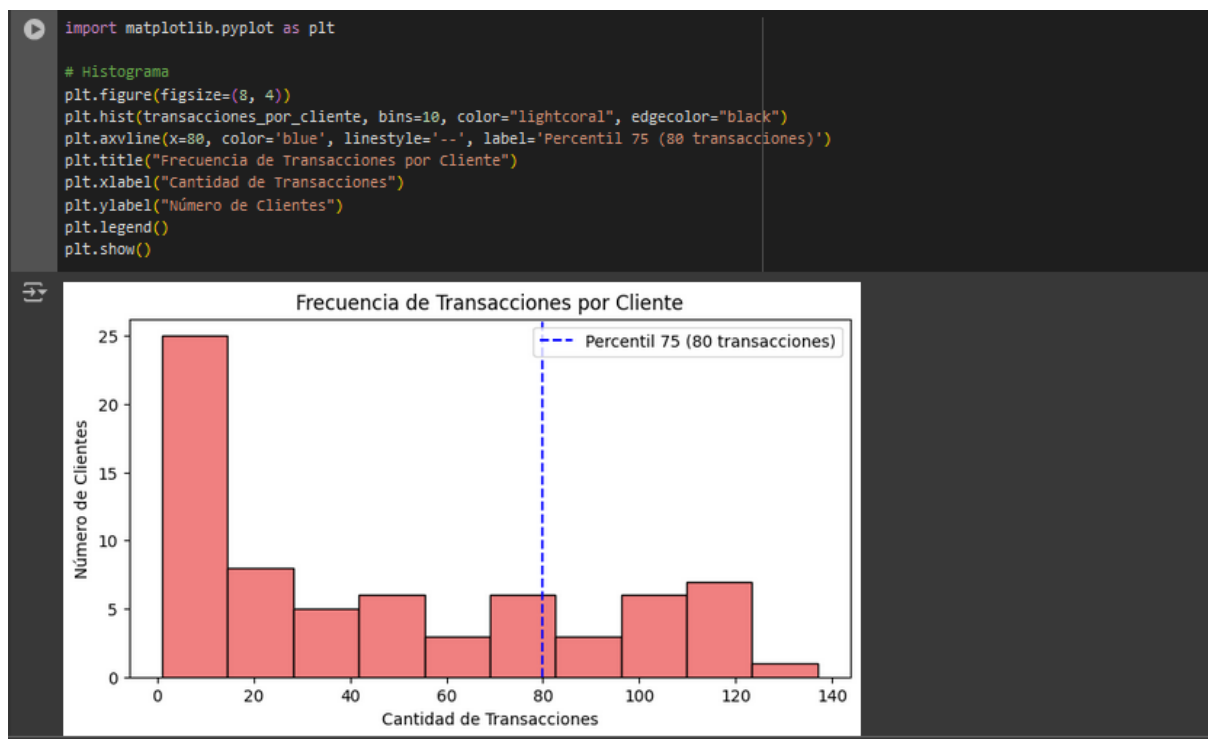 import matplotlib.pyplot as plt
# Histograma
plt.figure(figsize=(8, 4))
plt.hist(transacciones_por_cliente, bins=10, color="lightcoral", edgecolor="black")
plt.axvline(x=80, color='blue', linestyle='--', label='Percentil 75 (80 transacciones)')
plt.title("Frecuencia de Transacciones por Cliente")
plt.xlabel("Cantidad de Transacciones")
plt.ylabel("Número de Clientes")
plt.legend()
plt.show()
Frecuencia de Transacciones por Cliente
Percentil 75 (80 transacciones)
Número de Clientes
25
20
15
10
5
0
0 20 40 60 80 100 120 140
Cantidad de Transacciones